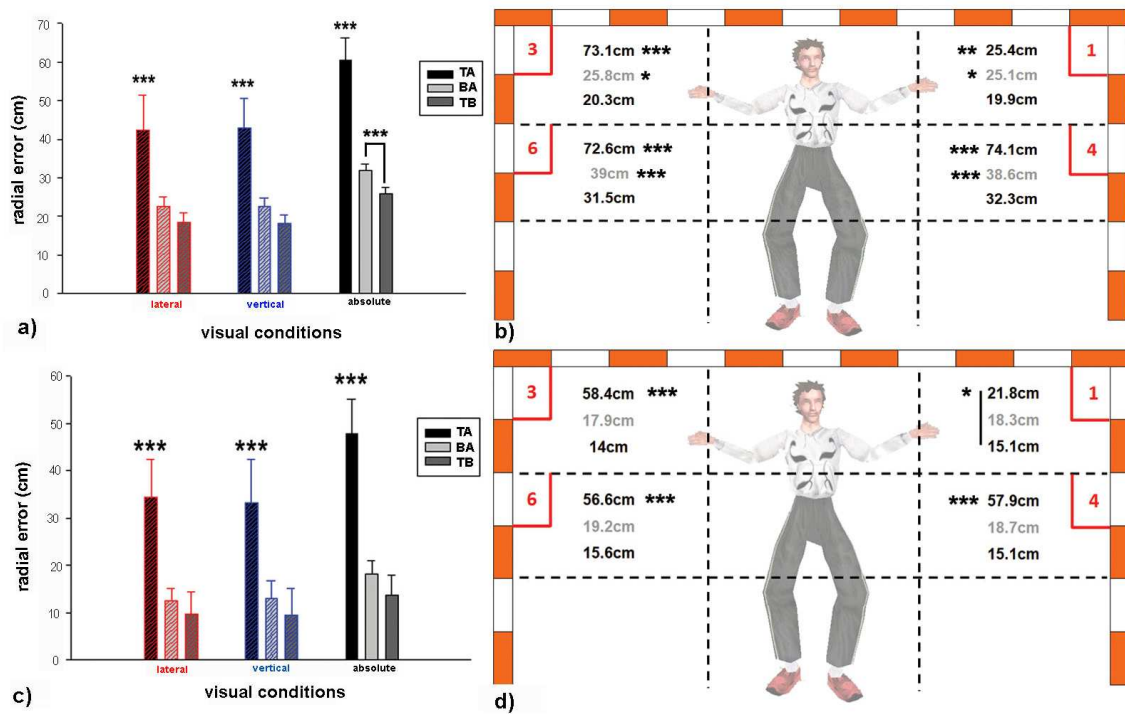 70
60
50
40
30
20
10
0
radial error (cm)
***
***
***
***
TA
BA
TB
lateral
vertical
absolute
visual conditions
a)
3
73.1cm ***
25.8cm *
20.3cm
** 25.4cm
* 25.1cm
19.9cm
1
6
72.6cm ***
39cm ***
31.5cm
*** 74.1cm
*** 38.6cm
32.3cm
4
b)
60
50
40
30
20
10
0
radial error (cm)
***
***
***
TA
BA
TB
lateral
vertical
absolute
visual conditions
c)
3
58.4cm ***
17.9cm
14cm
* 21.8cm
18.3cm
15.1cm
1
6
56.6cm ***
19.2cm
15.6cm
*** 57.9cm
18.7cm
15.1cm
4
d)